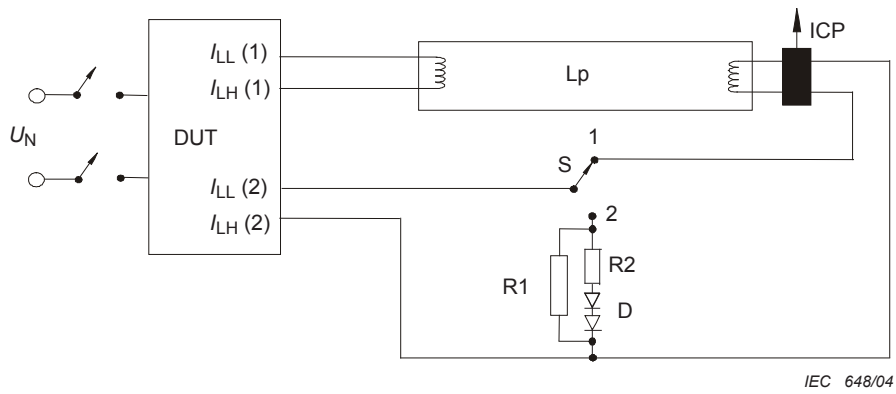 I_LL (1)
ICP
I_LH (1)
Lp
U_N
DUT
1
S
I_LL (2)
I_LH (2)
2
R1
R2
D
IEC 648/04